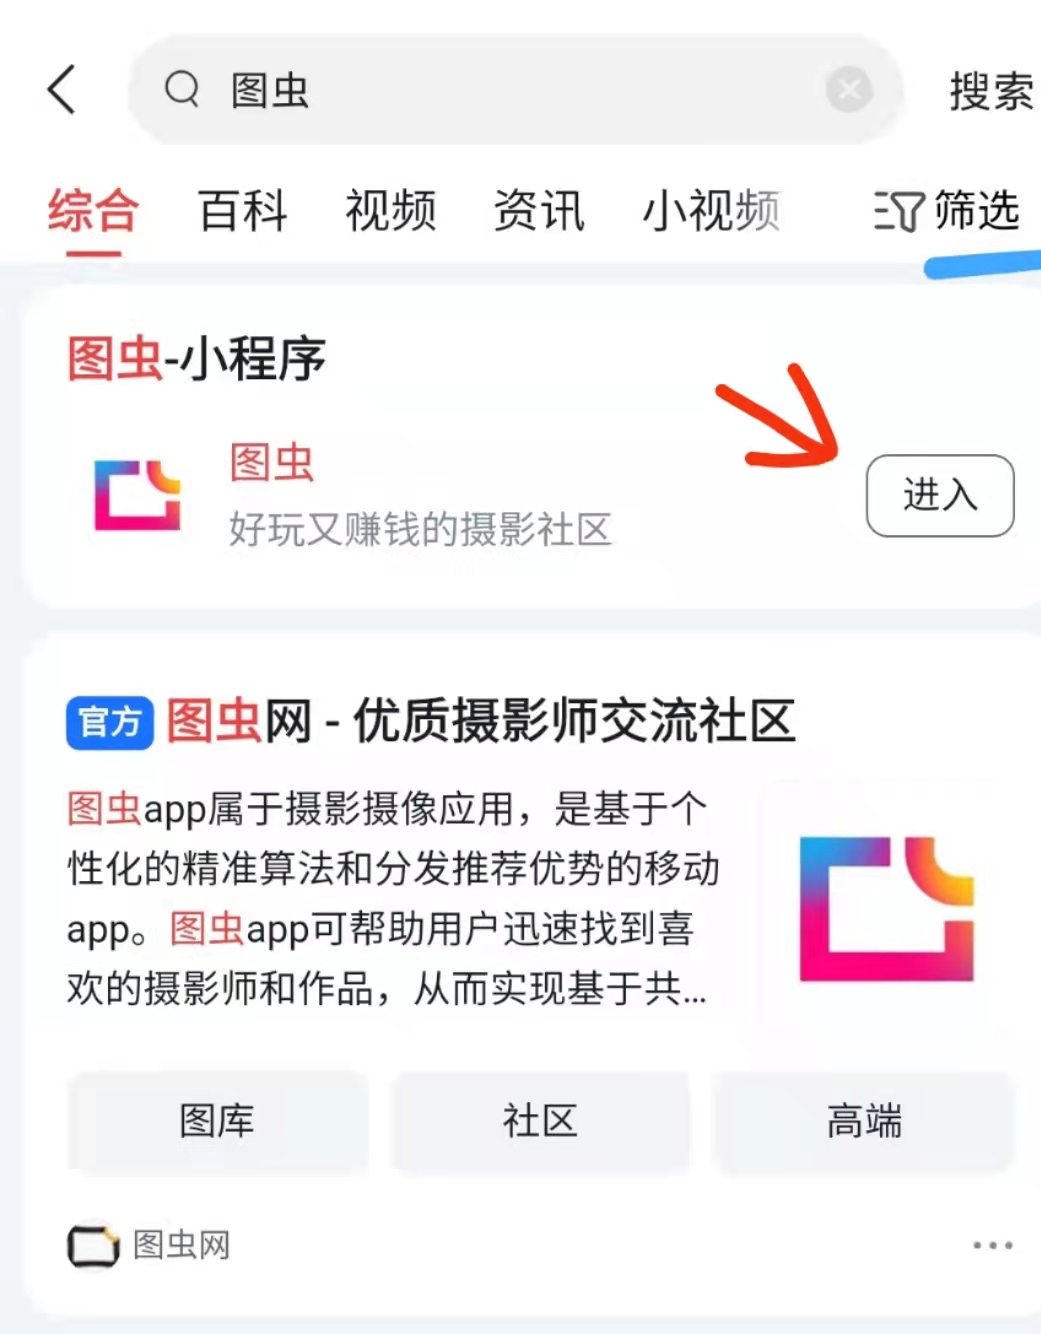 图虫
搜索
综合 百科 视频 资讯 小视频 筛选
图虫-小程序
图虫
好玩又赚钱的摄影社区
进入
官方 图虫网 - 优质摄影师交流社区
图虫app属于摄影摄像应用，是基于个
性化的精准算法和分发推荐优势的移动
app。图虫app可帮助用户迅速找到喜
欢的摄影师和作品，从而实现基于共...
图库 社区 高端
图虫网